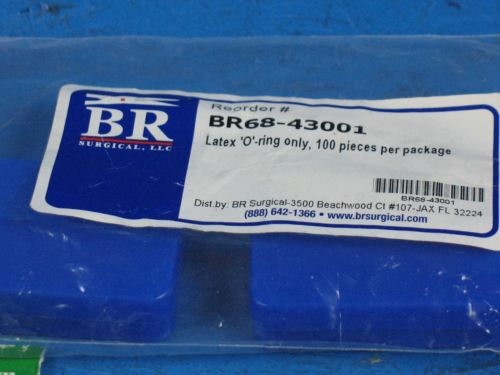 BR
SURGICAL, LLC
Reorder #
BR68-43001
Latex 'O'-ring only, 100 pieces per package
BR68-43001
Dist.by: BR Surgical-3500 Beachwood Ct #107-JAX FL 32224
(888) 642-1366 • www.brsurgical.com